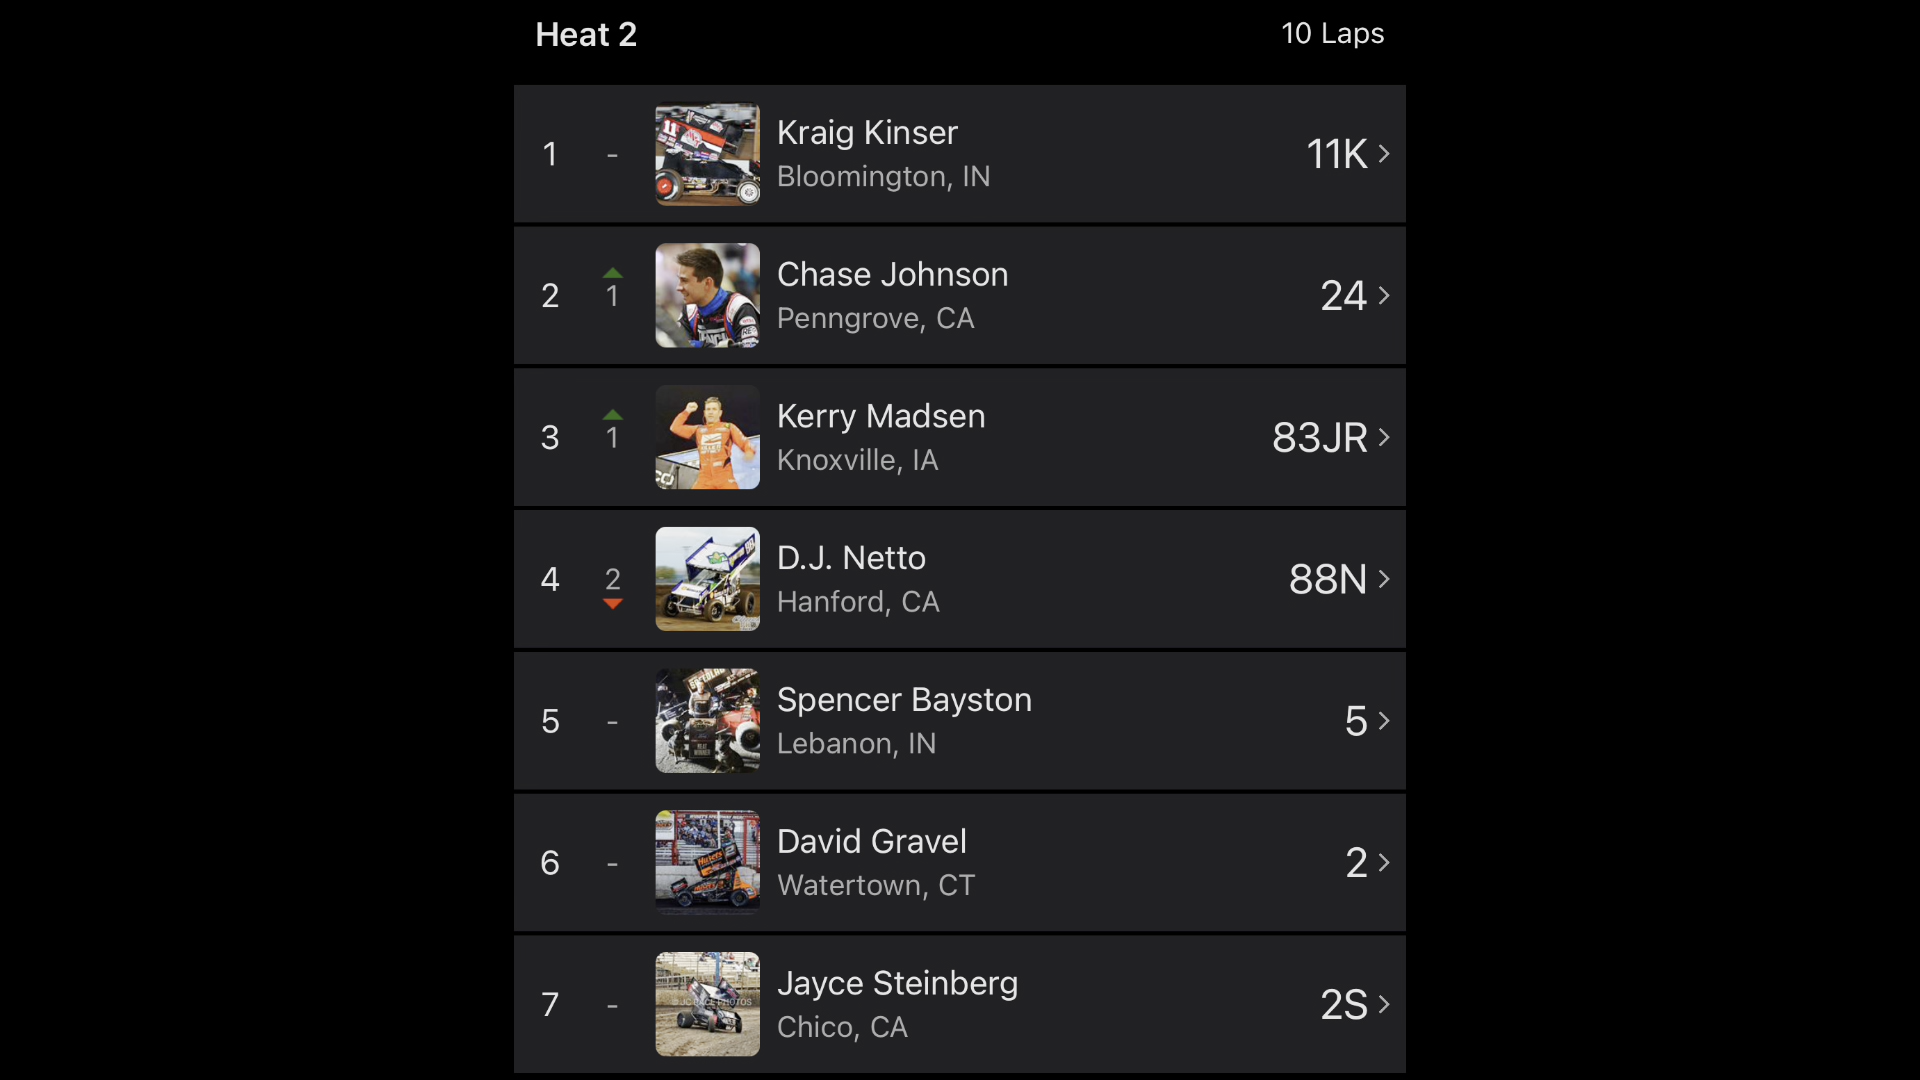 Heat 2
10 Laps
1
-
Kraig Kinser
Bloomington, IN
11K
2
1
Chase Johnson
Penngrove, CA
24
3
1
Kerry Madsen
Knoxville, IA
83JR
4
2
D.J. Netto
Hanford, CA
88N
5
-
Spencer Bayston
Lebanon, IN
5
6
-
David Gravel
Watertown, CT
2
7
-
Jayce Steinberg
Chico, CA
2S